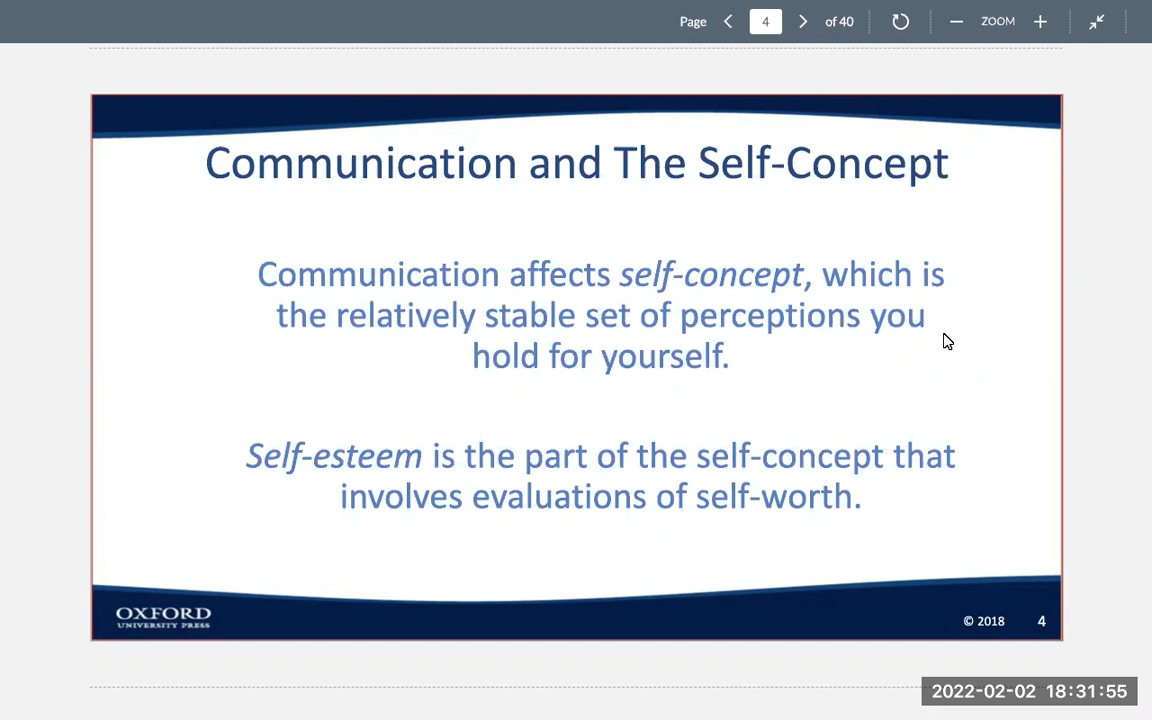 Page 4 of 40 ZOOM
Communication and The Self-Concept
Communication affects self-concept, which is
the relatively stable set of perceptions you
hold for yourself.
Self-esteem is the part of the self-concept that
involves evaluations of self-worth.
OXFORD
UNIVERSITY PRESS
© 2018 4
2022-02-02 18:31:55